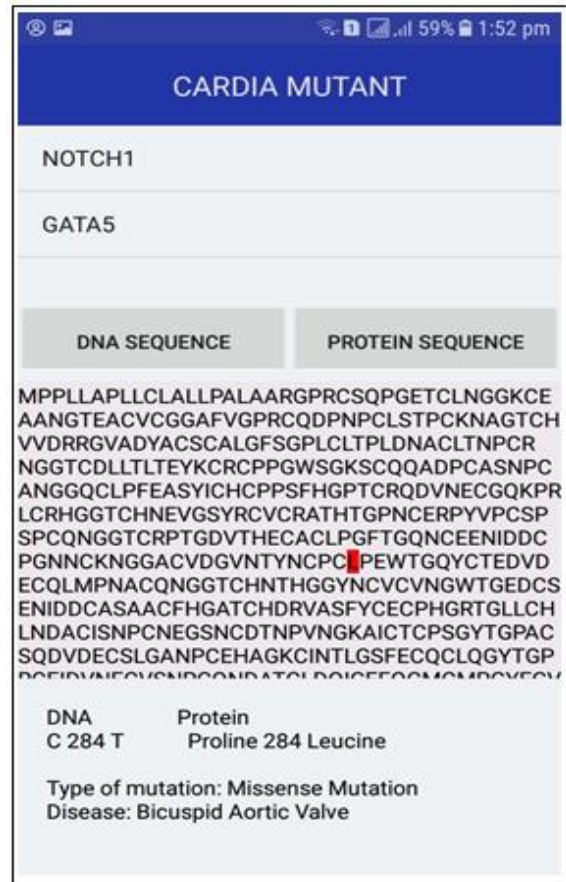 59% 1:52 pm
CARDIA MUTANT
NOTCH1
GATA5
DNA SEQUENCE PROTEIN SEQUENCE
MPPLLAPLLCLALLPALAARGPRCSQPGETCLNGGKCE
AANGTEACVCGGAFVGPRCQDPNPCLSTPCKNAGTCH
VVDRRGVADYACSCALGFSGPLCLTPLDNACLTNPCR
NGGTCDLLTLTEYKCRCPPGWSGKSCQQADPCASNPC
ANGGQCLPFEASYICHCPPSFHGPTCRQDVNECGQKPR
LCRHGGTCHNEVGSYRCVCRATHTGPNCERPYVPCSP
SPCQNGGTCRPTGDVTHECACLPGFTGQNCEENIDDC
PGNNCKNGGACVDGVNTYNCPCLPEWTGQYCTEDVD
ECQLMPNACQNGGTCHNTHGGYNCVCVNGWTGEDCS
ENIDDCASAACFHGATCHDRVASFYCECPHGRTGLLCH
LNDACISNPCNEGSNCDTNPVNGKAICTCPSGYTGPAC
SQDVDECSLGANPCEHAGKCINTLGSFECQCLQGYTGP
DNA Protein
C 284 T Proline 284 Leucine
Type of mutation: Missense Mutation
Disease: Bicuspid Aortic Valve